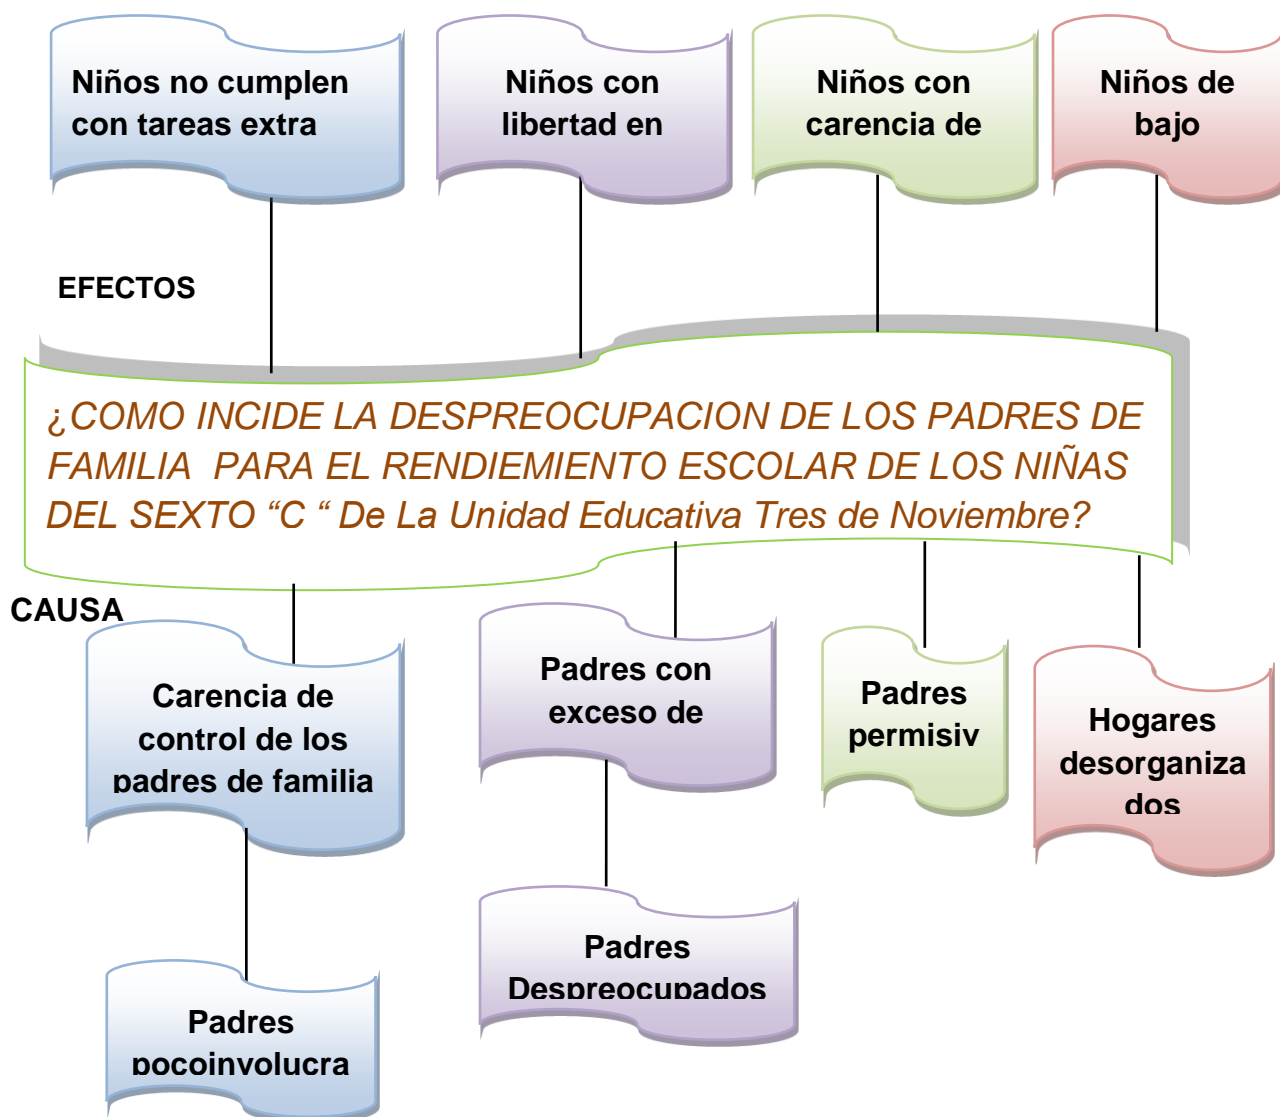 Niños no cumplen
con tareas extra
Niños con
libertad en
Niños con
carencia de
Niños de
bajo
EFECTOS
¿COMO INCIDE LA DESPREOCUPACION DE LOS PADRES DE
FAMILIA PARA EL RENDIEMIENTO ESCOLAR DE LOS NIÑAS
DEL SEXTO “C “ De La Unidad Educativa Tres de Noviembre?
CAUSA
Carencia de
control de los
padres de familia
Padres con
exceso de
Padres
permisiv
Hogares
desorganiza
dos
Padres
Despreocupados
Padres
pocoinvolucra